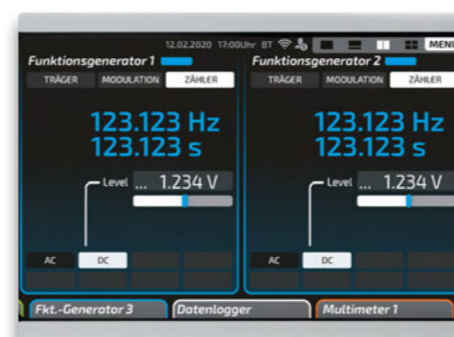 12.02.2020 17:00Uhr BT MENU
Funktionsgenerator 1
TRÄGER MODULATION ZÄHLER
123.123 Hz
123.123 s
Level ... 1.234 V
AC DC
Funktionsgenerator 2
TRÄGER MODULATION ZÄHLER
123.123 Hz
123.123 s
Level ... 1.234 V
AC DC
Fkt.-Generator 3 Datenlogger Multimeter 1